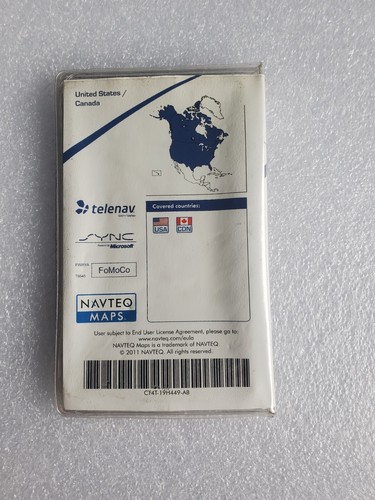 United States /
Canada
telenav
Covered countries:
USA
CDN
SYNC
Powered by Microsoft
FoMoCo
NAVTEQ
MAPS
User subject to End User License Agreement, please go to:
www.navteq.com/eula
NAVTEQ Maps is a trademark of NAVTEQ.
© 2011 NAVTEQ. All rights reserved.
CT4T-19H449-AB